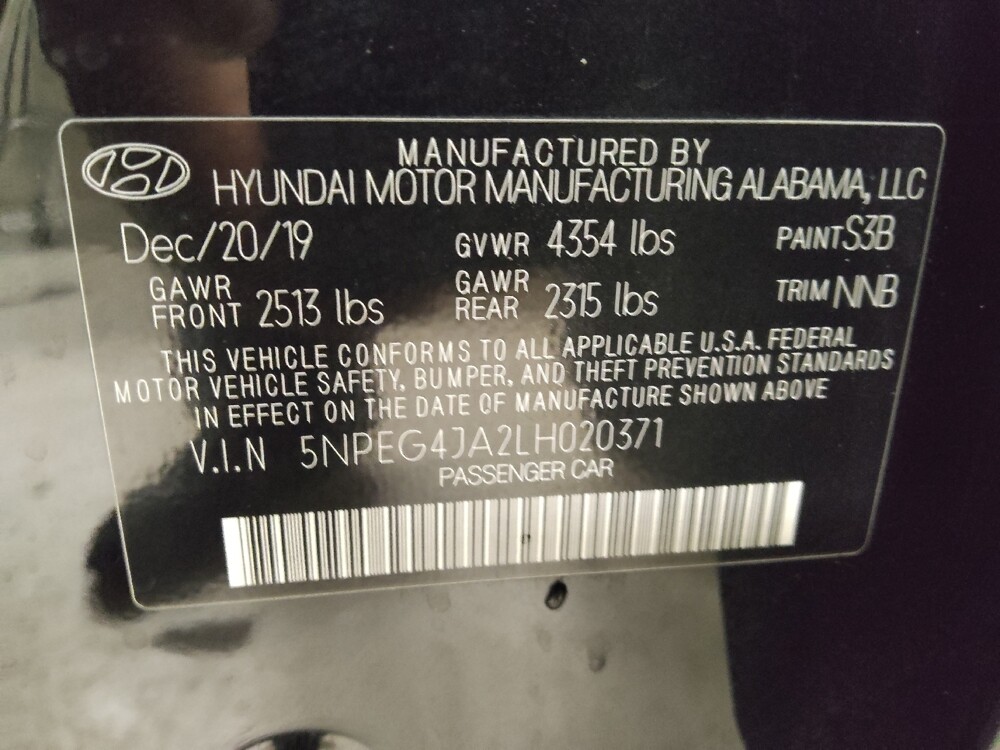 MANUFACTURED BY
HYUNDAI MOTOR MANUFACTURING ALABAMA, LLC
Dec/20/19 GVWR 4354 lbs PAINT S3B
GAWR FRONT 2513 lbs GAWR REAR 2315 lbs TRIM NNB
THIS VEHICLE CONFORMS TO ALL APPLICABLE U.S.A. FEDERAL
MOTOR VEHICLE SAFETY, BUMPER, AND THEFT PREVENTION STANDARDS
IN EFFECT ON THE DATE OF MANUFACTURE SHOWN ABOVE
V.I.N 5NPEG4JA2LH020371
PASSENGER CAR